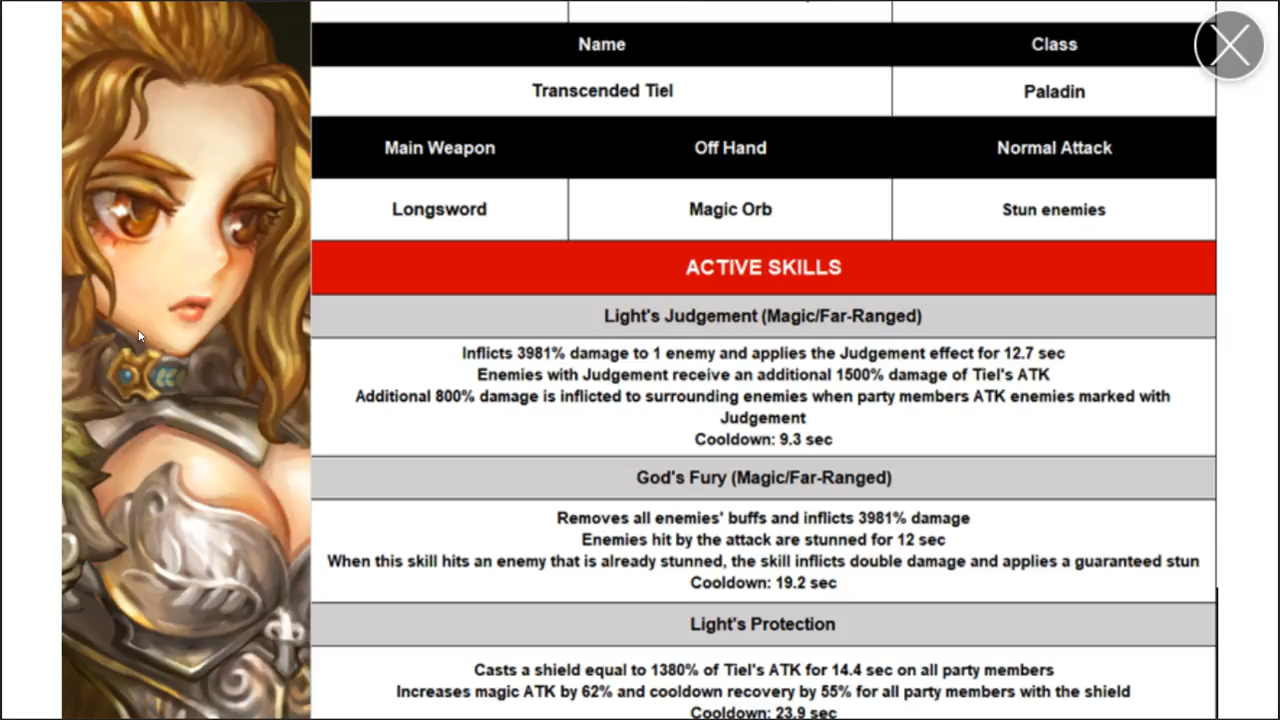 Name
Class
Transcended Tiel
Paladin
Main Weapon
Off Hand
Normal Attack
Longsword
Magic Orb
Stun enemies
ACTIVE SKILLS
Light's Judgement (Magic/Far-Ranged)
Inflicts 3981% damage to 1 enemy and applies the Judgement effect for 12.7 sec
Enemies with Judgement receive an additional 1500% damage of Tiel's ATK
Additional 800% damage is inflicted to surrounding enemies when party members ATK enemies marked with
Judgement
Cooldown: 9.3 sec
God's Fury (Magic/Far-Ranged)
Removes all enemies' buffs and inflicts 3981% damage
Enemies hit by the attack are stunned for 12 sec
When this skill hits an enemy that is already stunned, the skill inflicts double damage and applies a guaranteed stun
Cooldown: 19.2 sec
Light's Protection
Casts a shield equal to 1380% of Tiel's ATK for 14.4 sec on all party members
Increases magic ATK by 62% and cooldown recovery by 55% for all party members with the shield
Cooldown: 23.9 sec